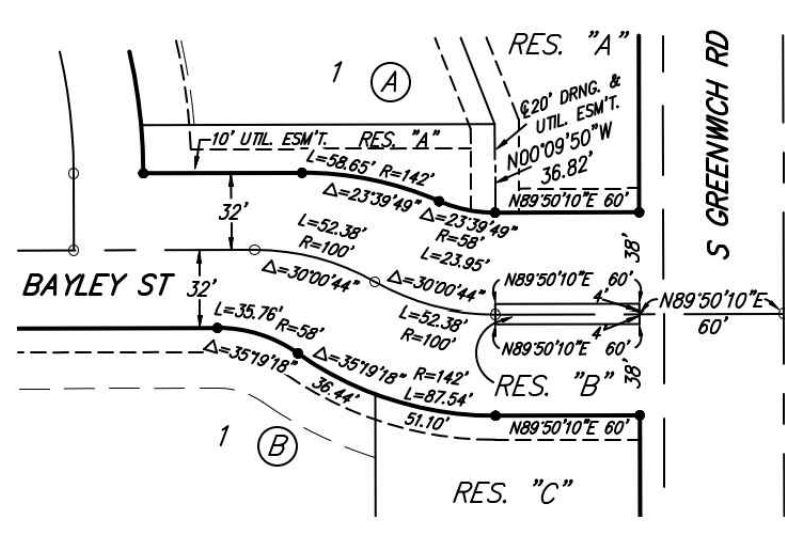 RES. "A"
1 A
℄20' DRNG. &
UTIL. ESM'T.
N00°09'50"W
36.82'
S GREENWICH RD
10' UTIL. ESM'T. RES. "A"
L=58.65' R=142'
Δ=23°39'49"
Δ=23°39'49"
R=58'
L=23.95'
N89°50'10"E 60'
32'
L=52.38'
R=100'
Δ=30°00'44"
Δ=30°00'44"
L=52.38'
R=100'
38'
N89°50'10"E 60'
4'
4'
N89°50'10"E
60'
N89°50'10"E 60'
38'
BAYLEY ST
32'
L=35.76'
R=58'
Δ=35°19'18"
Δ=35°19'18"
R=142'
L=87.54'
36.44'
51.10'
RES. "B"
N89°50'10"E 60'
1 B
RES. "C"